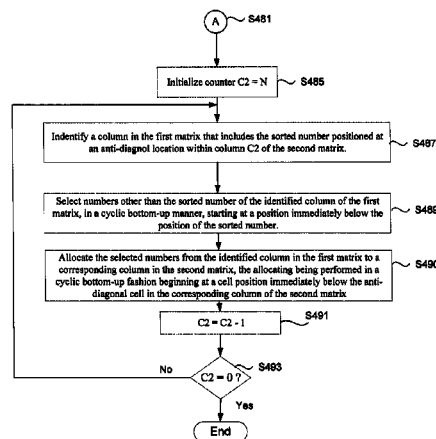 A
S481
Initialize counter C2 = N
S485
Indentify a column in the first matrix that includes the sorted number positioned at
an anti-diagnol location within column C2 of the second matrix.
S487
Select numbers other than the sorted number of the identified column of the first
matrix, in a cyclic bottom-up manner, starting at a position immediately below the
position of the sorted number.
S489
Allocate the selected numbers from the identified column in the first matrix to a
corresponding column in the second matrix, the allocating being performed in a
cyclic bottom-up fashion beginning at a cell position immediately below the anti-
diagonal cell in the corresponding column of the second matrix
S490
C2 = C2 - 1
S491
No
C2 = 0 ?
S493
Yes
End